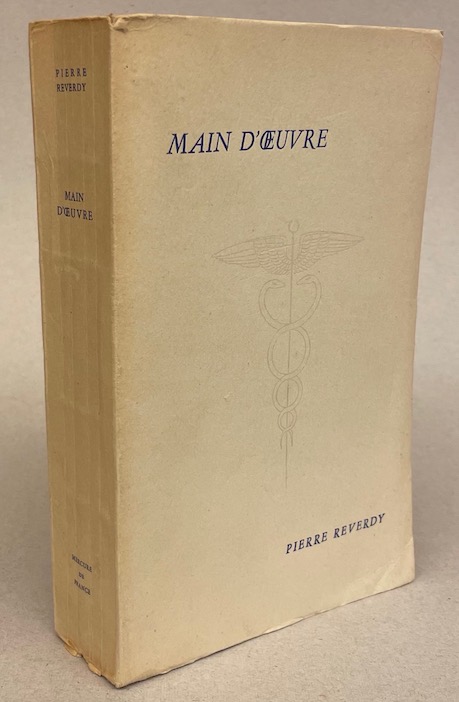 PIERRE
REVERDY
MAIN
D'ŒUVRE
MERCURE
DE
FRANCE
MAIN D'ŒUVRE
PIERRE REVERDY